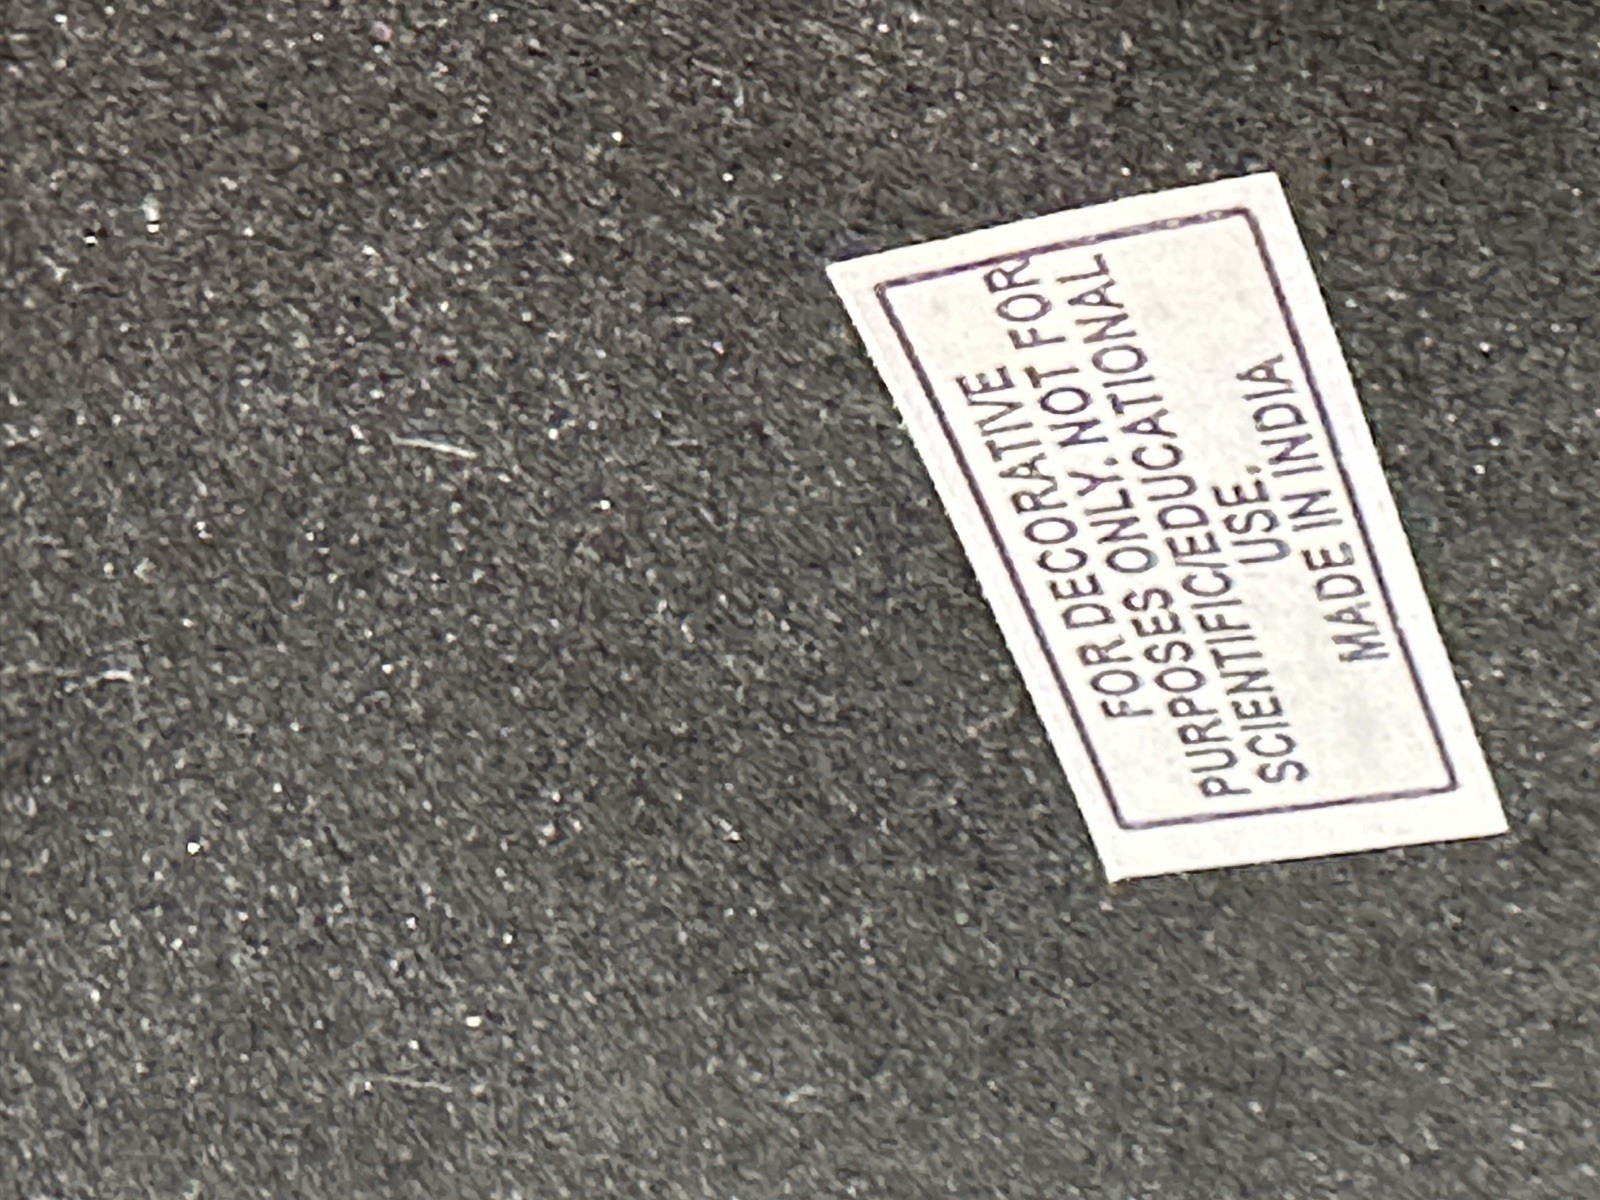 FOR DECORATIVE
PURPOSES ONLY. NOT FOR
SCIENTIFIC/EDUCATIONAL
USE.
MADE IN INDIA